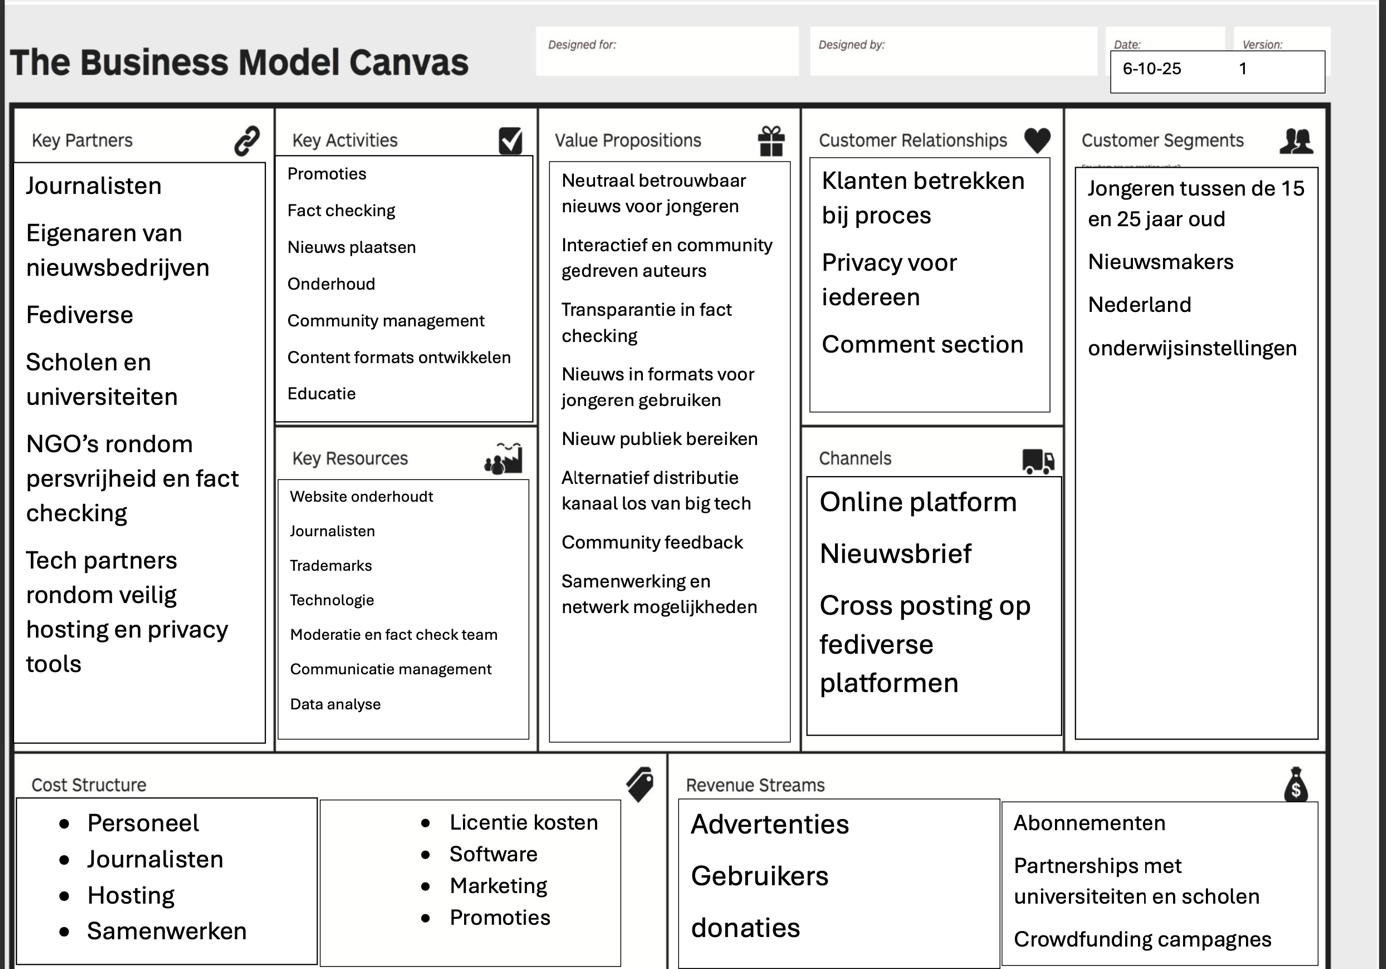 The Business Model Canvas
Designed for:
Designed by:
Date:
Version:
6-10-25
1
Key Partners
Journalisten
Eigenaren van
nieuwsbedrijven
Fediverse
Scholen en
universiteiten
NGO’s rondom
persvrijheid en fact
checking
Tech partners
rondom veilig
hosting en privacy
tools
Key Activities
Promoties
Fact checking
Nieuws plaatsen
Onderhoud
Community management
Content formats ontwikkelen
Educatie
Key Resources
Website onderhoudt
Journalisten
Trademarks
Technologie
Moderatie en fact check team
Communicatie management
Data analyse
Value Propositions
Neutraal betrouwbaar
nieuws voor jongeren
Interactief en community
gedreven auteurs
Transparantie in fact
checking
Nieuws in formats voor
jongeren gebruiken
Nieuw publiek bereiken
Alternatief distributie
kanaal los van big tech
Community feedback
Samenwerking en
netwerk mogelijkheden
Customer Relationships
Klanten betrekken
bij proces
Privacy voor
iedereen
Comment section
Channels
Online platform
Nieuwsbrief
Cross posting op
fediverse
platformen
Customer Segments
Jongeren tussen de 15
en 25 jaar oud
Nieuwsmakers
Nederland
onderwijsinstellingen
Cost Structure
• Personeel
• Journalisten
• Hosting
• Samenwerken
• Licentie kosten
• Software
• Marketing
• Promoties
Revenue Streams
Advertenties
Gebruikers
donaties
Abonnementen
Partnerships met
universiteiten en scholen
Crowdfunding campagnes
$